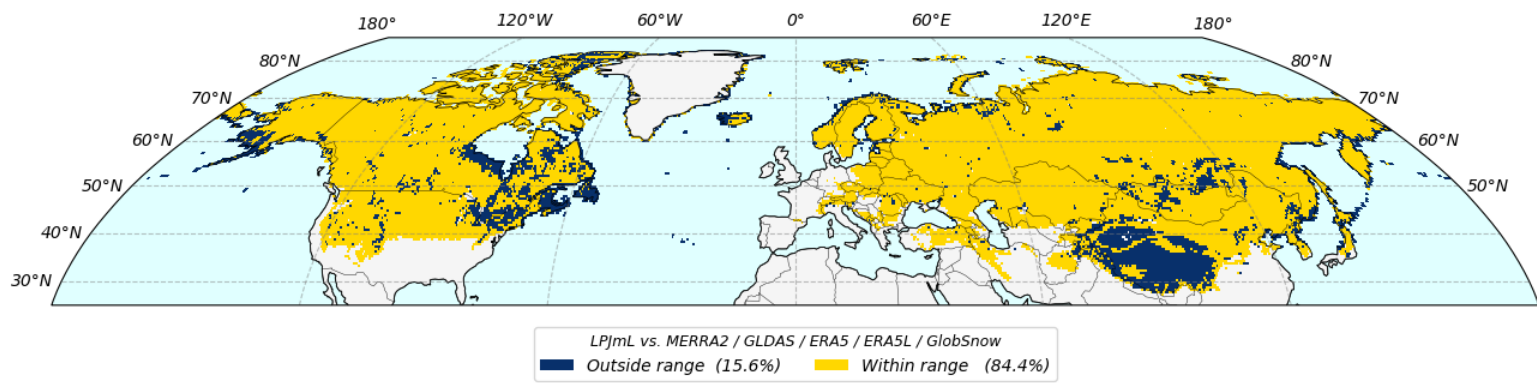 180° 120°W 60°W 0° 60°E 120°E 180°
80°N 80°N
70°N 70°N
60°N 60°N
50°N 50°N
40°N
30°N
LPJmL vs. MERRA2 / GLDAS / ERA5 / ERA5L / GlobSnow
Outside range (15.6%) Within range (84.4%)